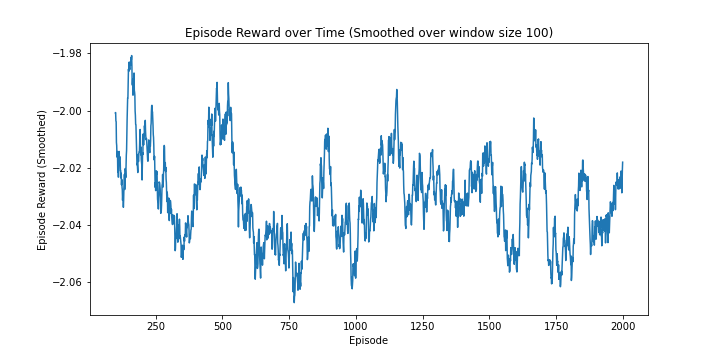 Episode Reward over Time (Smoothed over window size 100)
−1.98
−2.00
−2.02
−2.04
−2.06
Episode Reward (Smoothed)
250 500 750 1000 1250 1500 1750 2000
Episode